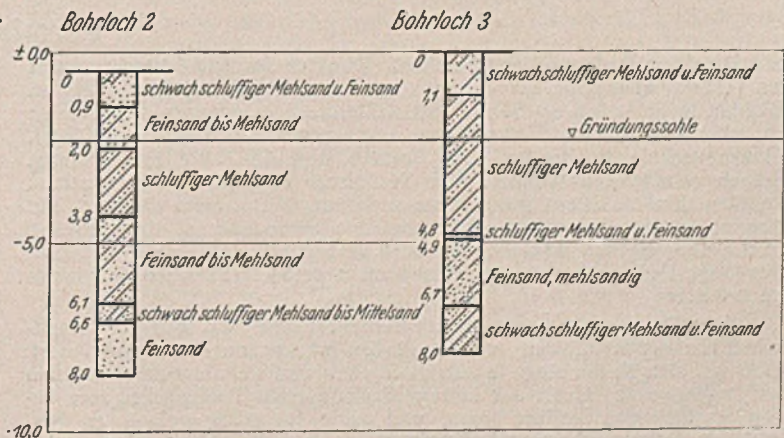 Bohrloch 2
Bohrloch 3
± 0,0
0
schwach schluffiger Mehlsand u. Feinsand
0,9
Feinsand bis Mehlsand
2,0
schluffiger Mehlsand
3,8
-5,0
Feinsand bis Mehlsand
6,1
schwach schluffiger Mehlsand bis Mittelsand
6,6
Feinsand
8,0
-10,0
0
schwach schluffiger Mehlsand u. Feinsand
1,1
Gründungssohle
schluffiger Mehlsand
4,8
schluffiger Mehlsand u. Feinsand
4,9
Feinsand, mehlsandig
6,7
schwach schluffiger Mehlsand u. Feinsand
8,0